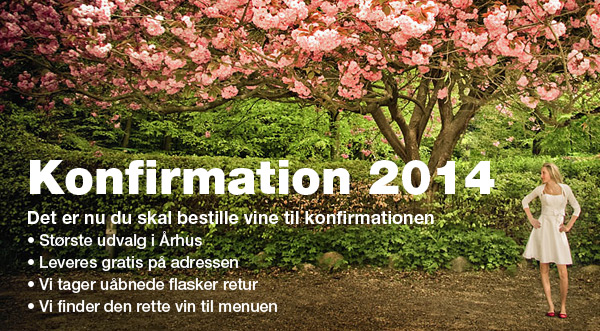 Konfirmation 2014
Det er nu du skal bestille vine til konfirmationen
• Største udvalg i Århus
• Leveres gratis på adressen
• Vi tager uåbnede flasker retur
• Vi finder den rette vin til menuen